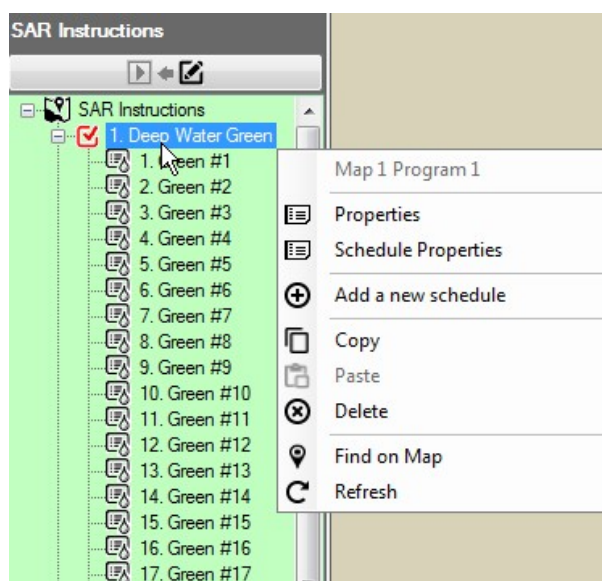 SAR Instructions
SAR Instructions
1. Deep Water Green
1. Green #1
2. Green #2
3. Green #3
4. Green #4
5. Green #5
6. Green #6
7. Green #7
8. Green #8
9. Green #9
10. Green #10
11. Green #11
12. Green #12
13. Green #13
14. Green #14
15. Green #15
16. Green #16
17. Green #17
Map 1 Program 1
Properties
Schedule Properties
Add a new schedule
Copy
Paste
Delete
Find on Map
Refresh